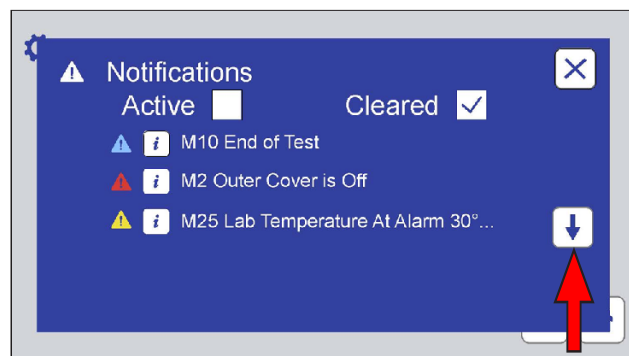 Notifications
Active Cleared
i M10 End of Test
i M2 Outer Cover is Off
i M25 Lab Temperature At Alarm 30°...